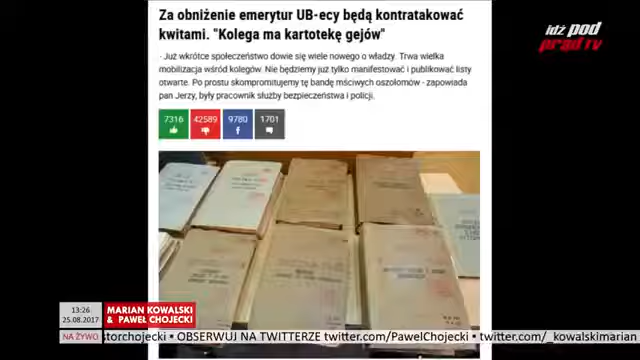 Za obniżenie emerytur UB-ecy będą kontratakować
kwitami. "Kolega ma kartotekę gejów"
- Już wkrótce społeczeństwo dowie się wiele nowego o władzy. Trwa wielka
mobilizacja wśród kolegów. Nie będziemy już tylko manifestować i publikować listy
otwarte. Po prostu skompromitujemy tę bandę mściwych oszołomów - zapowiada
pan Jerzy, były pracownik służby bezpieczeństwa i policji.
7316
42589
9780
1701
idź pod
prąd tv
13:26
25.08.2017
NA ŻYWO
MARIAN KOWALSKI
& PAWEŁ CHOJECKI
storchojecki • OBSERWUJ NA TWITTERZE twitter.com/PawelChojecki • twitter.com/_kowalskimarian